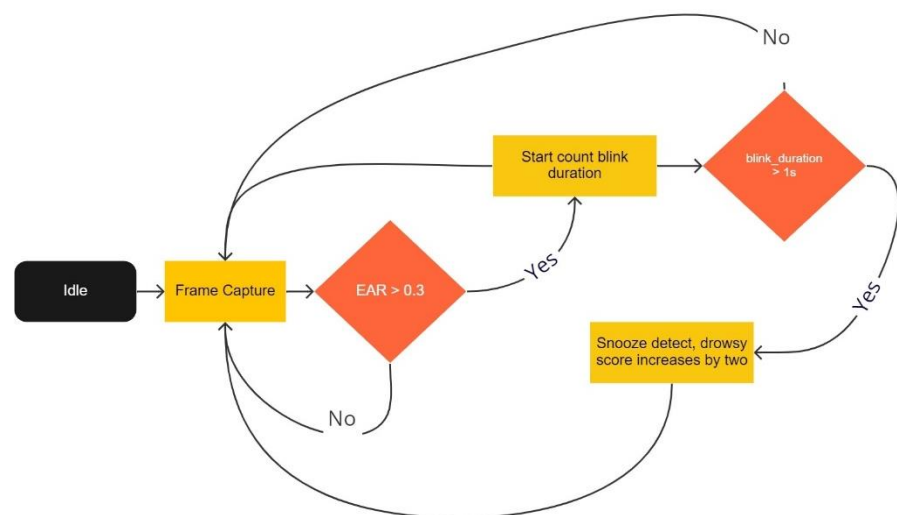 No
Start count blink
duration
blink_duration
> 1s
Idle
Frame Capture
EAR > 0.3
Yes
Yes
Snooze detect, drowsy
score increases by two
No